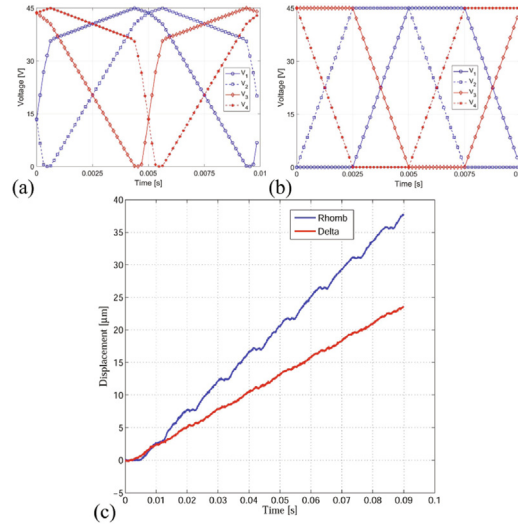 45
30
15
0
Voltage [V]
V1
V2
V3
V4
0
0.0025
0.005
0.0075
0.01
Time [s]
(a)
45
30
15
0
Voltage [V]
V1
V2
V3
V4
0
0.0025
0.005
0.0075
0.01
Time [s]
(b)
40
35
30
25
20
15
10
5
0
−5
Displacement [μm]
Rhomb
Delta
0
0.01
0.02
0.03
0.04
0.05
0.06
0.07
0.08
0.09
0.1
Time [s]
(c)